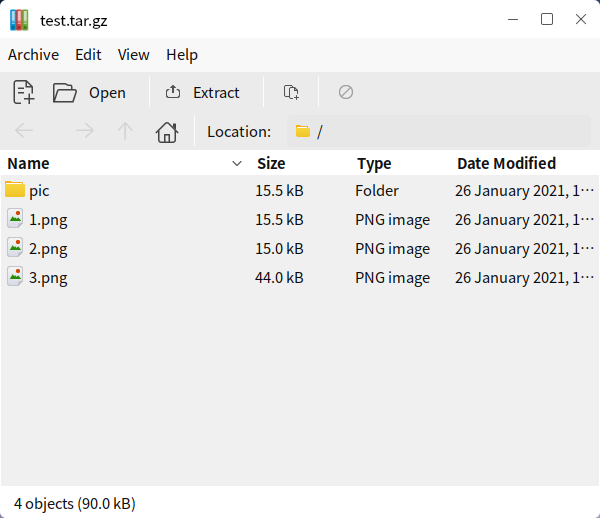 test.tar.gz
Archive Edit View Help
Open Extract
Location: /
Name Size Type Date Modified
pic 15.5 kB Folder 26 January 2021, 1···
1.png 15.5 kB PNG image 26 January 2021, 1···
2.png 15.0 kB PNG image 26 January 2021, 1···
3.png 44.0 kB PNG image 26 January 2021, 1···
4 objects (90.0 kB)